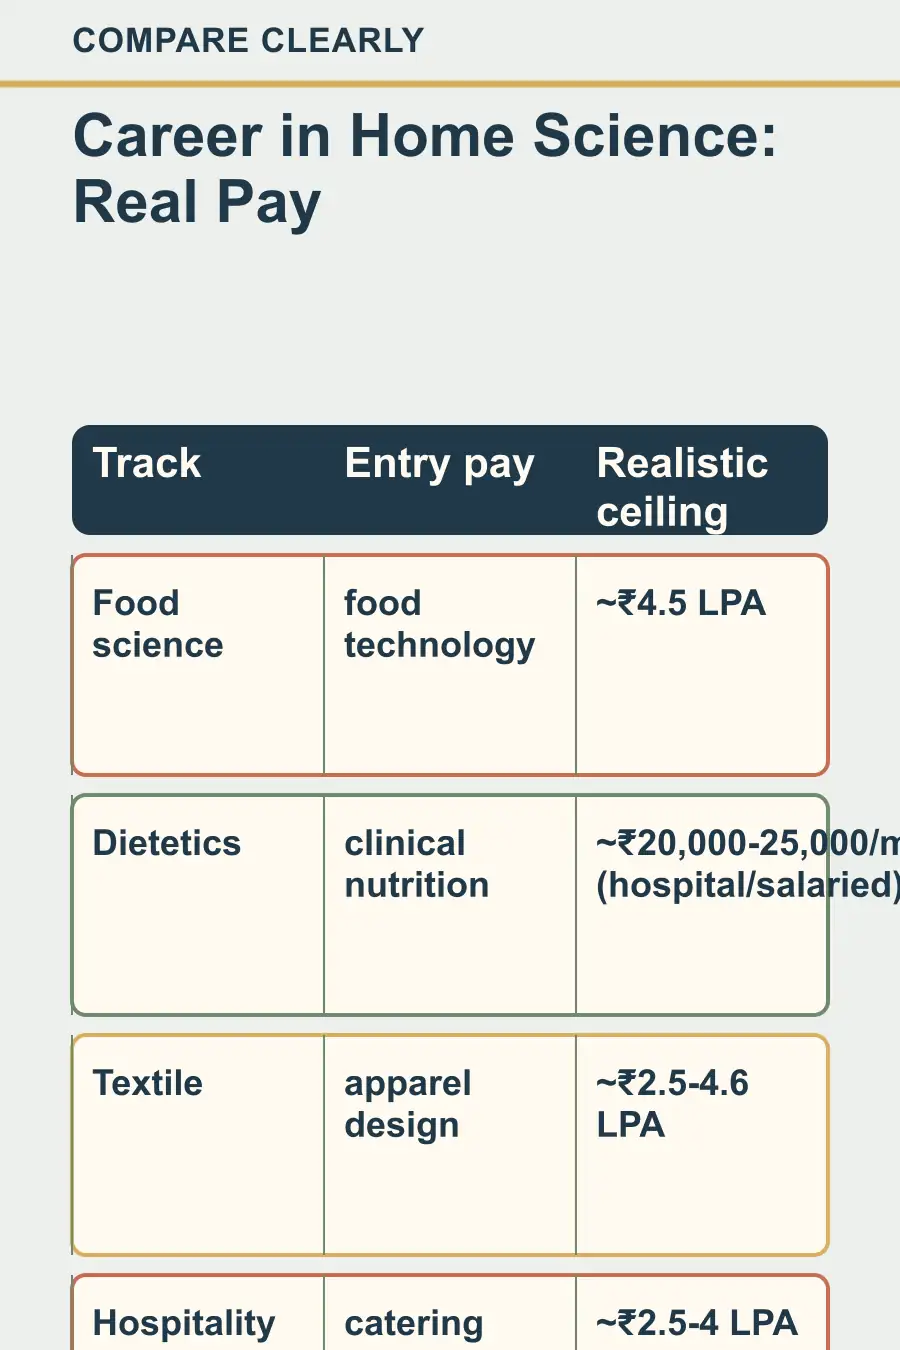 COMPARE CLEARLY
Career in Home Science:
Real Pay
Track Entry pay Realistic
ceiling
Food food ~₹4.5 LPA
science technology
Dietetics clinical ~₹20,000-25,000/m
nutrition (hospital/salaried)
Textile apparel ~₹2.5-4.6
design LPA
Hospitality catering ~₹2.5-4 LPA